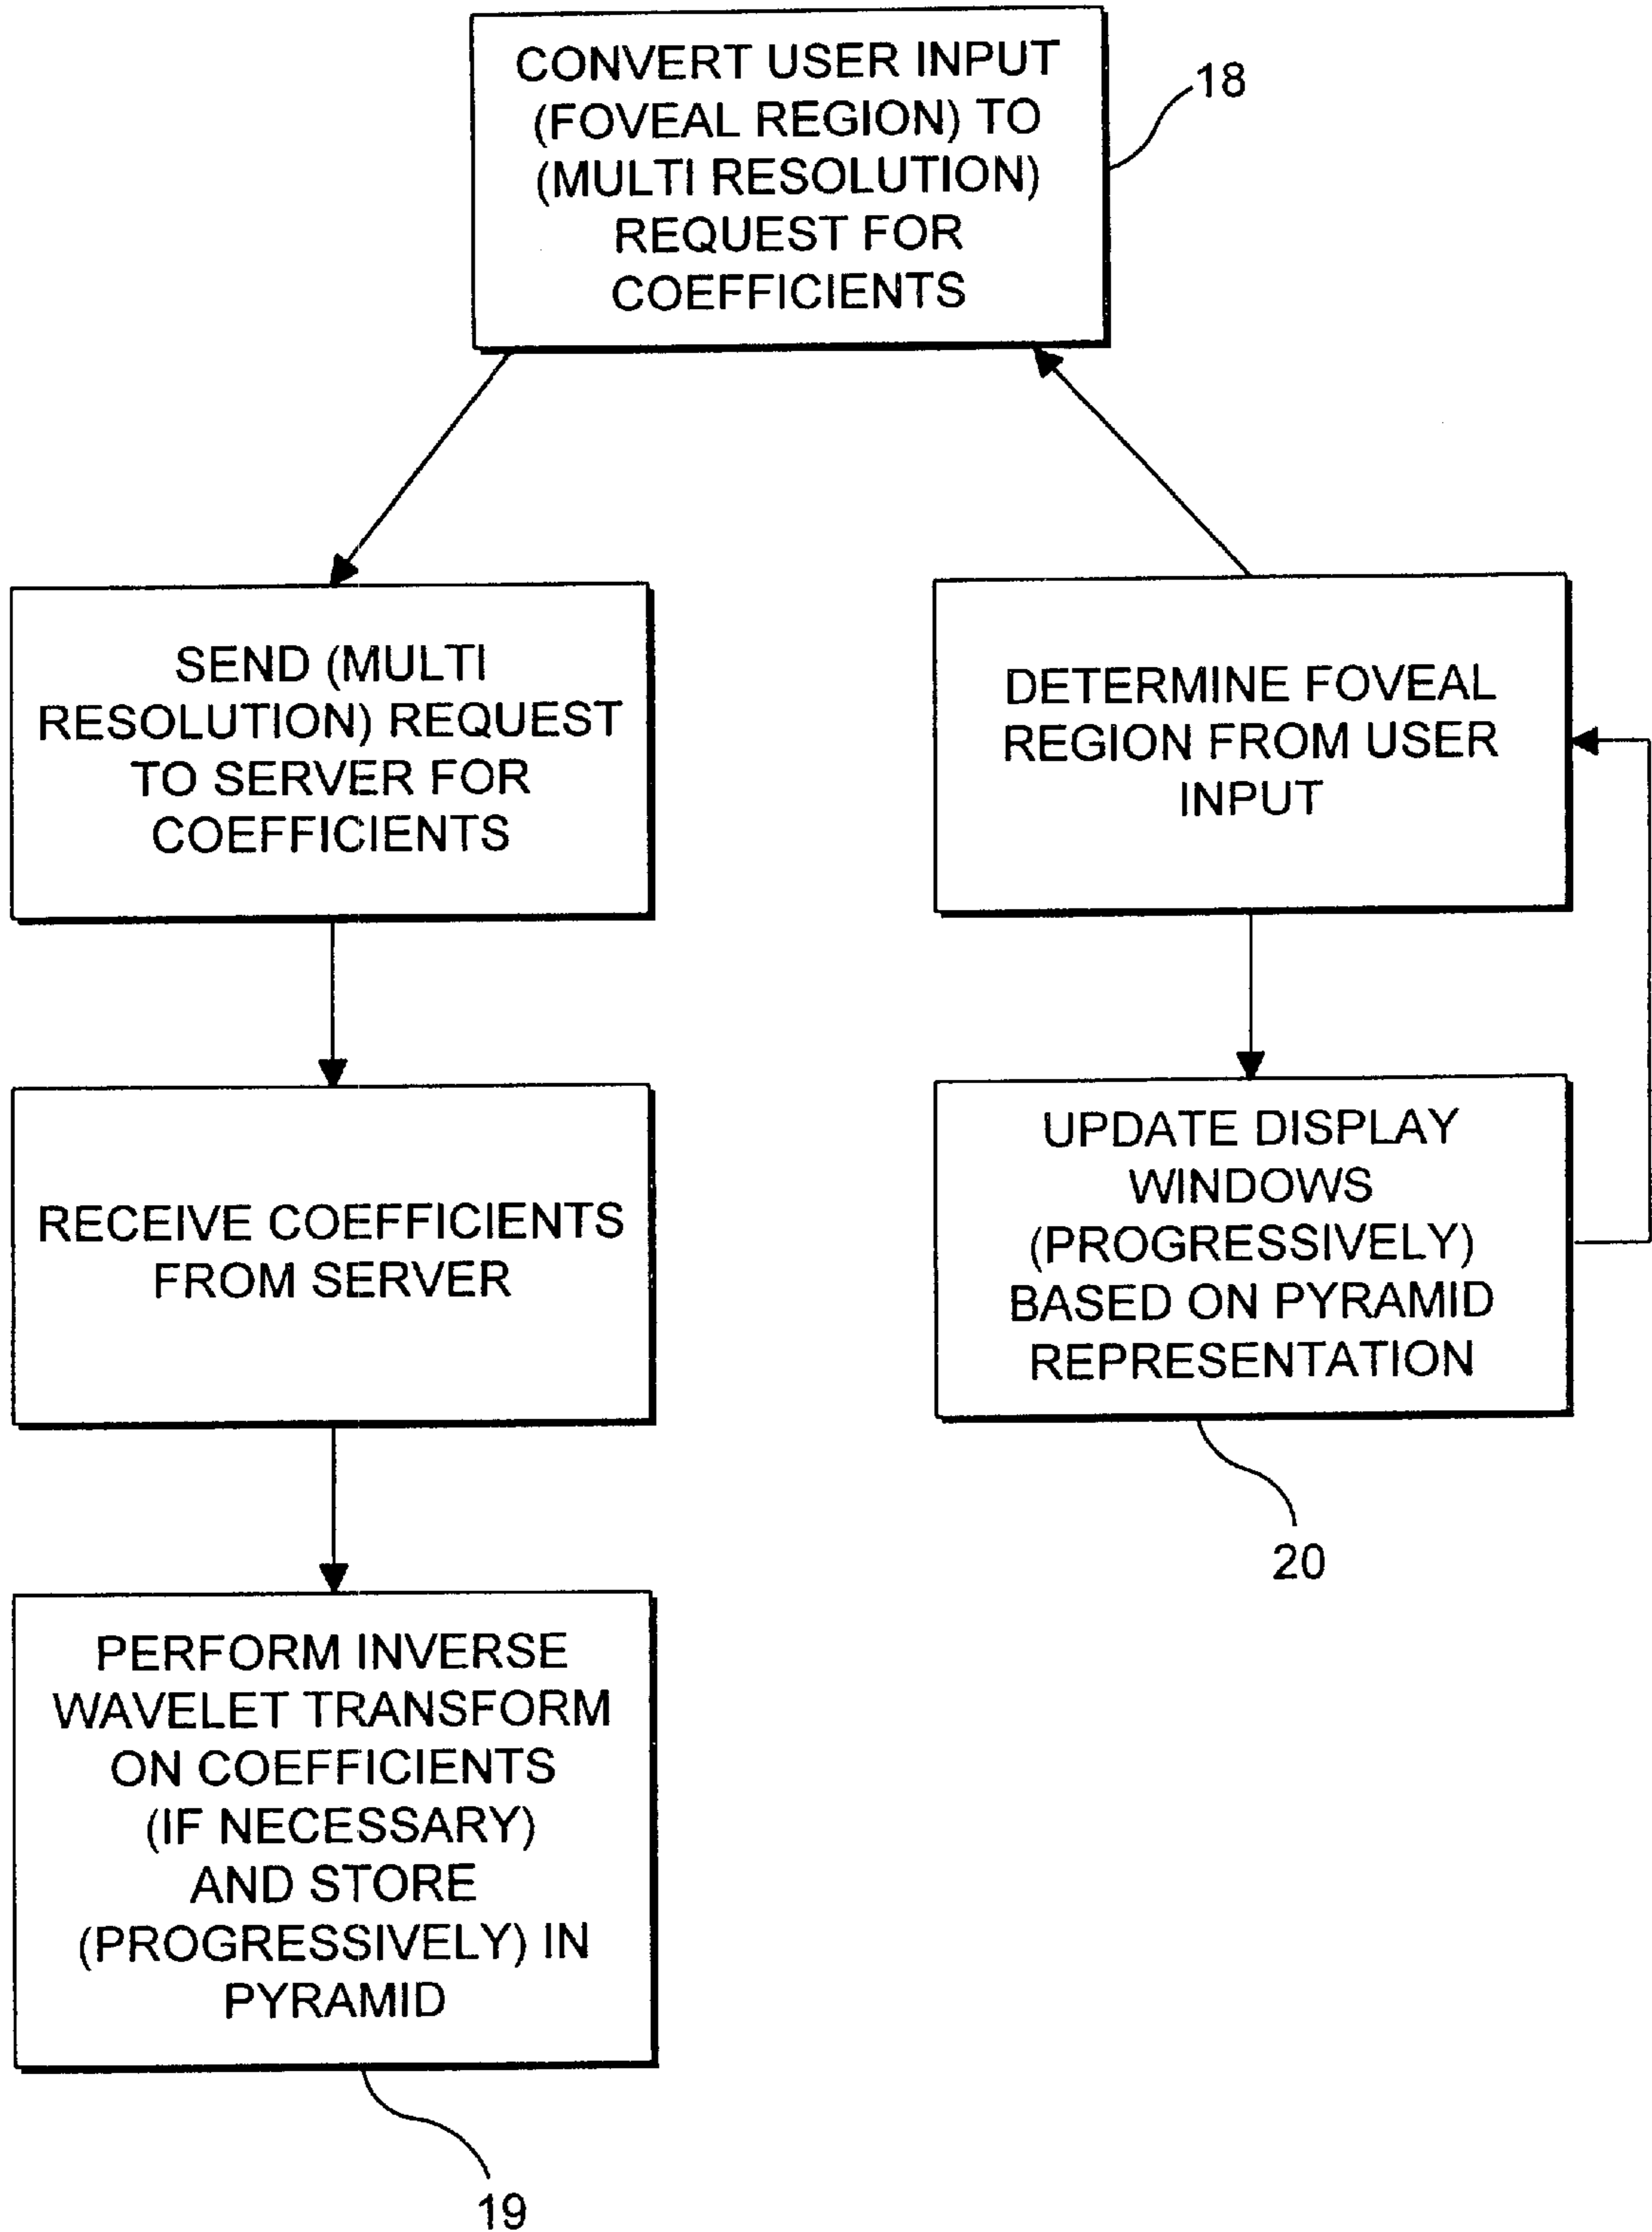 CONVERT USER INPUT
(FOVEAL REGION) TO
(MULTI RESOLUTION)
REQUEST FOR
COEFFICIENTS
18
SEND (MULTI
RESOLUTION) REQUEST
TO SERVER FOR
COEFFICIENTS
DETERMINE FOVEAL
REGION FROM USER
INPUT
RECEIVE COEFFICIENTS
FROM SERVER
UPDATE DISPLAY
WINDOWS
(PROGRESSIVELY)
BASED ON PYRAMID
REPRESENTATION
20
PERFORM INVERSE
WAVELET TRANSFORM
ON COEFFICIENTS
(IF NECESSARY)
AND STORE
(PROGRESSIVELY) IN
PYRAMID
19